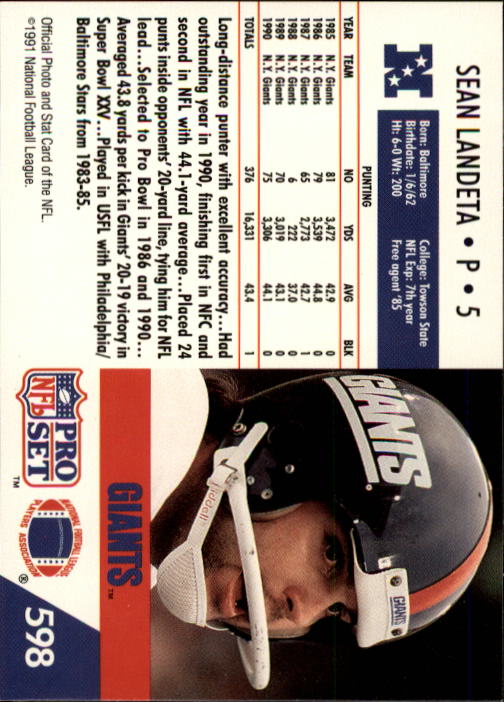 SEAN LANDETA • P • 5
Born: Baltimore College: Towson State
Birthdate: 1/6/62 NFL Exp: 7th year
Ht: 6-0 Wt: 200 Free agent '85
PUNTING
YEAR TEAM NO YDS AVG BLK
1985 N.Y. Giants 81 3,472 42.9 0
1986 N.Y. Giants 79 3,539 44.8 0
1987 N.Y. Giants 65 2,773 42.7 1
1988 N.Y. Giants 6 222 37.0 0
1989 N.Y. Giants 70 3,019 43.1 0
1990 N.Y. Giants 75 3,306 44.1 0
TOTALS 376 16,331 43.4 1
Long-distance punter with excellent accuracy...Had
outstanding year in 1990, finishing first in NFC and
second in NFL with 44.1-yard average...Placed 24
punts inside opponents' 20-yard line, tying him for NFL
lead...Selected to Pro Bowl in 1986 and 1990...
Averaged 43.8 yards per kick in Giants' 20-19 victory in
Super Bowl XXV...Played in USFL with Philadelphia/
Baltimore Stars from 1983-85.
Official Photo and Stat Card of the NFL.
©1991 National Football League.
GIANTS
GIANTS
Riddell
GIANTS™
PRO
NFL
SET
™
NATIONAL FOOTBALL LEAGUE
PLAYERS ASSOCIATION
®
598